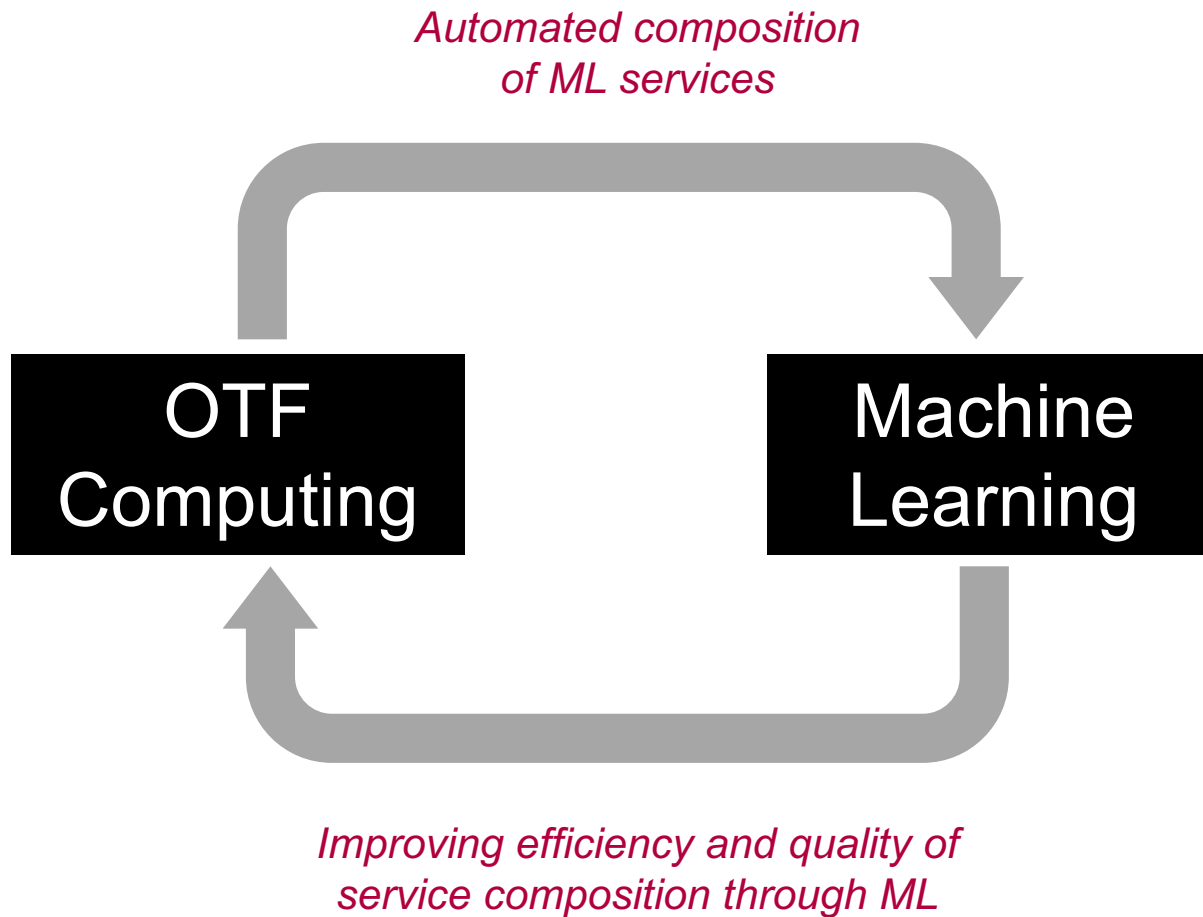 Automated composition
of ML services
OTF
Computing
Machine
Learning
Improving efficiency and quality of
service composition through ML